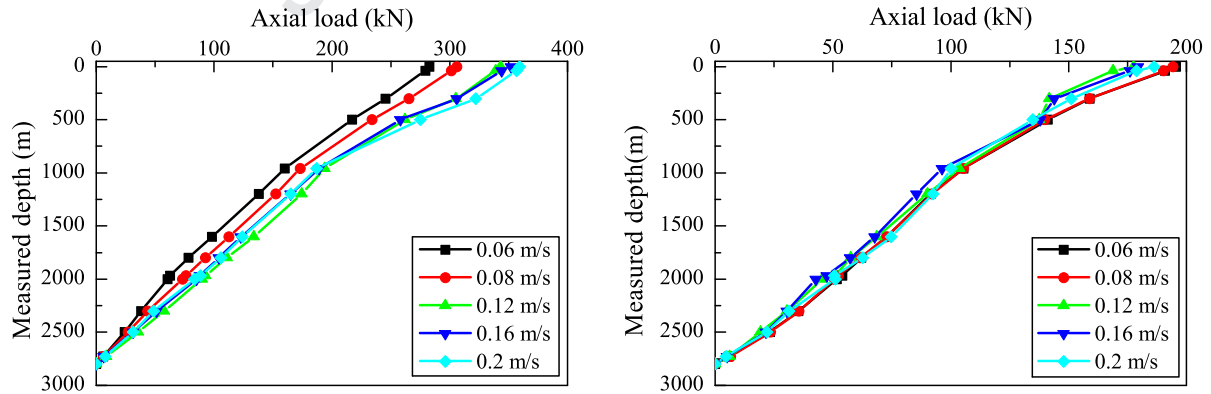 Axial load (kN)
0 100 200 300 400
Measured depth (m)
0
500
1000
1500
2000
2500
3000
0.06 m/s
0.08 m/s
0.12 m/s
0.16 m/s
0.2 m/s
Axial load (kN)
0 50 100 150 200
Measured depth(m)
0
500
1000
1500
2000
2500
3000
0.06 m/s
0.08 m/s
0.12 m/s
0.16 m/s
0.2 m/s